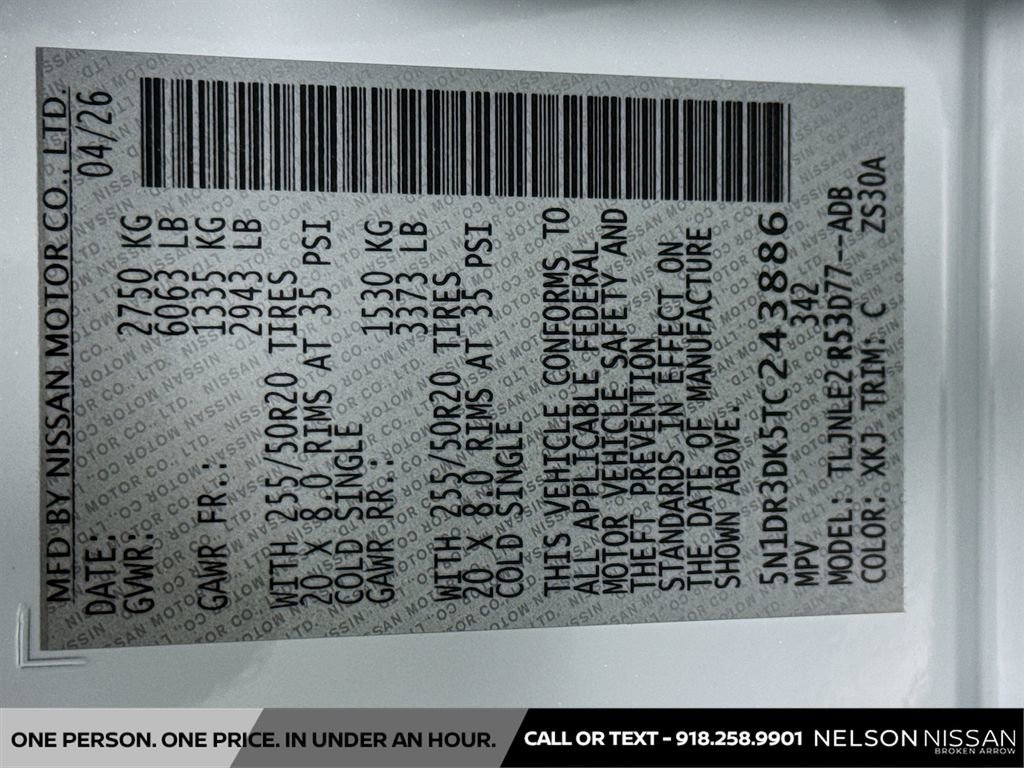 MFD BY NISSAN MOTOR CO., LTD.
DATE: 04/26
GVWR: 2750 KG
6063 LB
GAWR FR.: 1335 KG
2943 LB
WITH 255/50R20 TIRES
20 X 8.0 RIMS AT 35 PSI
COLD SINGLE
GAWR RR.: 1530 KG
3373 LB
WITH 255/50R20 TIRES
20 X 8.0 RIMS AT 35 PSI
COLD SINGLE
THIS VEHICLE CONFORMS TO
ALL APPLICABLE FEDERAL
MOTOR VEHICLE SAFETY AND
THEFT PREVENTION
STANDARDS IN EFFECT ON
THE DATE OF MANUFACTURE
SHOWN ABOVE.
5N1DR3DK5TC243886
MPV 342
MODEL: TLJNLE2R53D77--ADB
COLOR: XKJ TRIM: C ZS30A
ONE PERSON. ONE PRICE. IN UNDER AN HOUR.
CALL OR TEXT - 918.258.9901
NELSON NISSAN
BROKEN ARROW